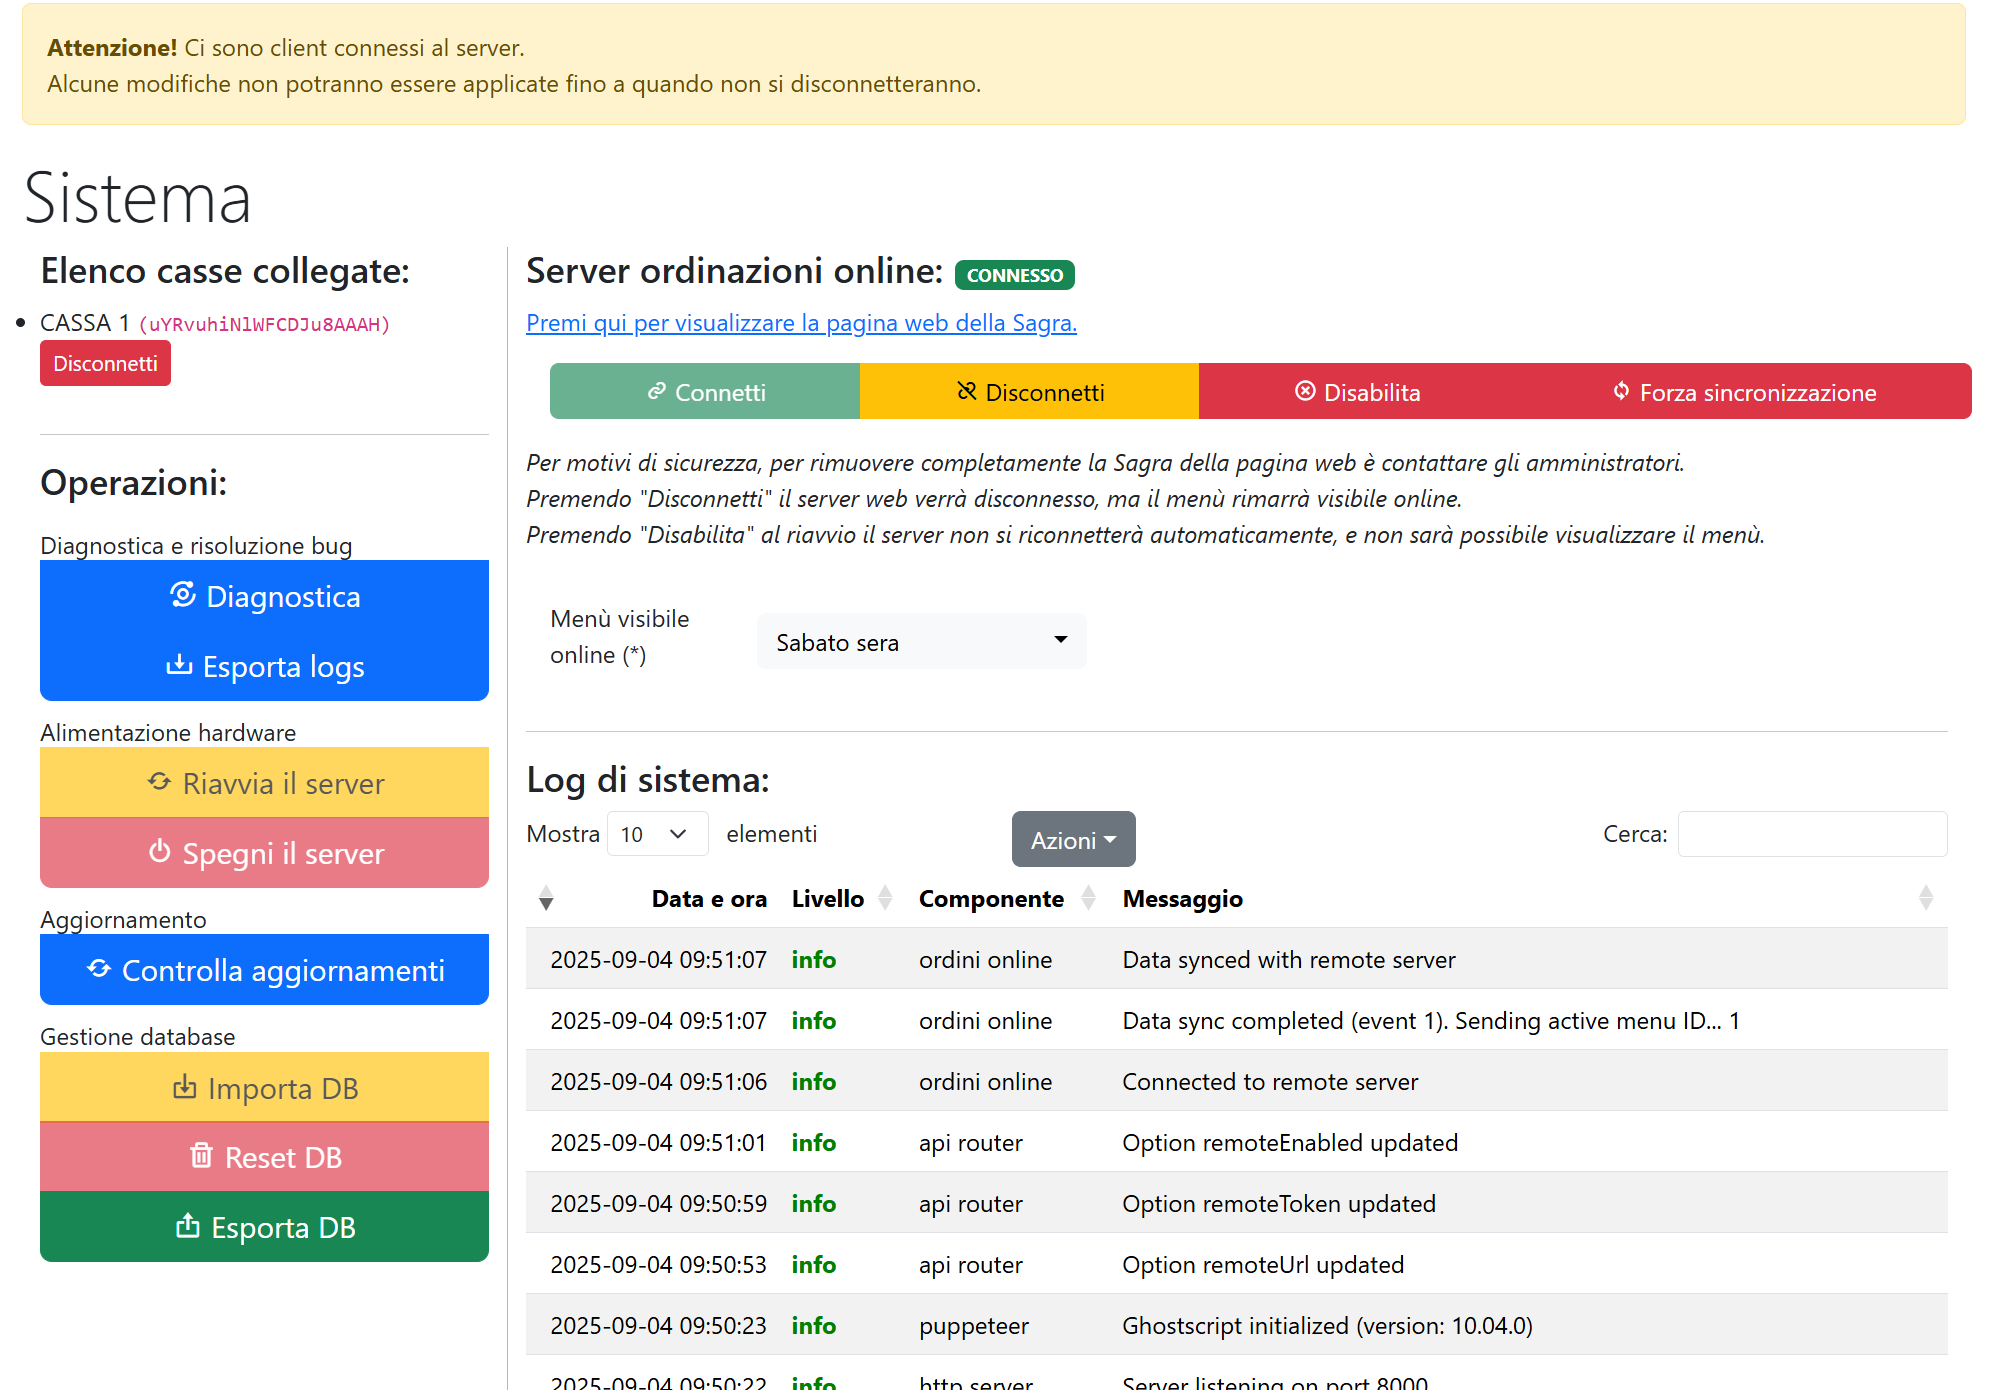 Attenzione! Ci sono client connessi al server.
Alcune modifiche non potranno essere applicate fino a quando non si disconnetteranno.
Sistema
Elenco casse collegate:
CASSA 1 (uYRvuhiNlWFCDJu8AAAH)
Disconnetti
Operazioni:
Diagnostica e risoluzione bug
Diagnostica
Esporta logs
Alimentazione hardware
Riavvia il server
Spegni il server
Aggiornamento
Controlla aggiornamenti
Gestione database
Importa DB
Reset DB
Esporta DB
Server ordinazioni online: CONNESSO
Premi qui per visualizzare la pagina web della Sagra.
Connetti Disconnetti Disabilita Forza sincronizzazione
Per motivi di sicurezza, per rimuovere completamente la Sagra della pagina web è contattare gli amministratori.
Premendo "Disconnetti" il server web verrà disconnesso, ma il menù rimarrà visibile online.
Premendo "Disabilita" al riavvio il server non si riconnetterà automaticamente, e non sarà possibile visualizzare il menù.
Menù visibile
online (*)
Sabato sera
Log di sistema:
Mostra 10 elementi Azioni Cerca:
Data e ora Livello Componente Messaggio
2025-09-04 09:51:07 info ordini online Data synced with remote server
2025-09-04 09:51:07 info ordini online Data sync completed (event 1). Sending active menu ID... 1
2025-09-04 09:51:06 info ordini online Connected to remote server
2025-09-04 09:51:01 info api router Option remoteEnabled updated
2025-09-04 09:50:59 info api router Option remoteToken updated
2025-09-04 09:50:53 info api router Option remoteUrl updated
2025-09-04 09:50:23 info puppeteer Ghostscript initialized (version: 10.04.0)
2025-09-04 09:50:22 info http server Server listening on port 8000